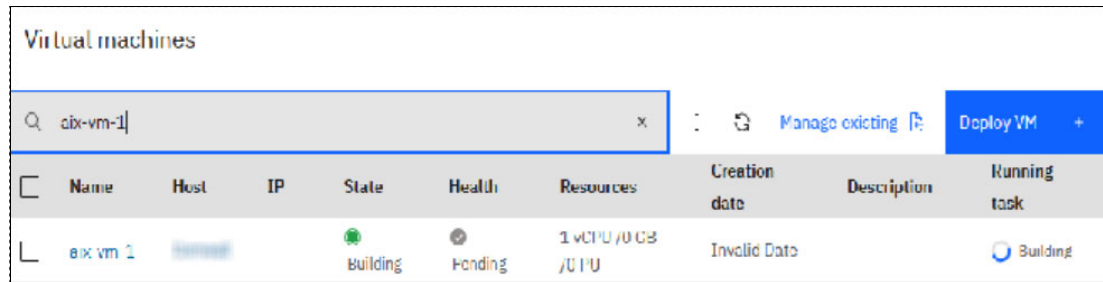 Virtual machines
aix-vm-1 x Manage existing Deploy VM +
Name Host IP State Health Resources Creation date Description Running task
aix-vm-1 Building Pending 1 vCPU /0 GB /0 PU Invalid Date Building